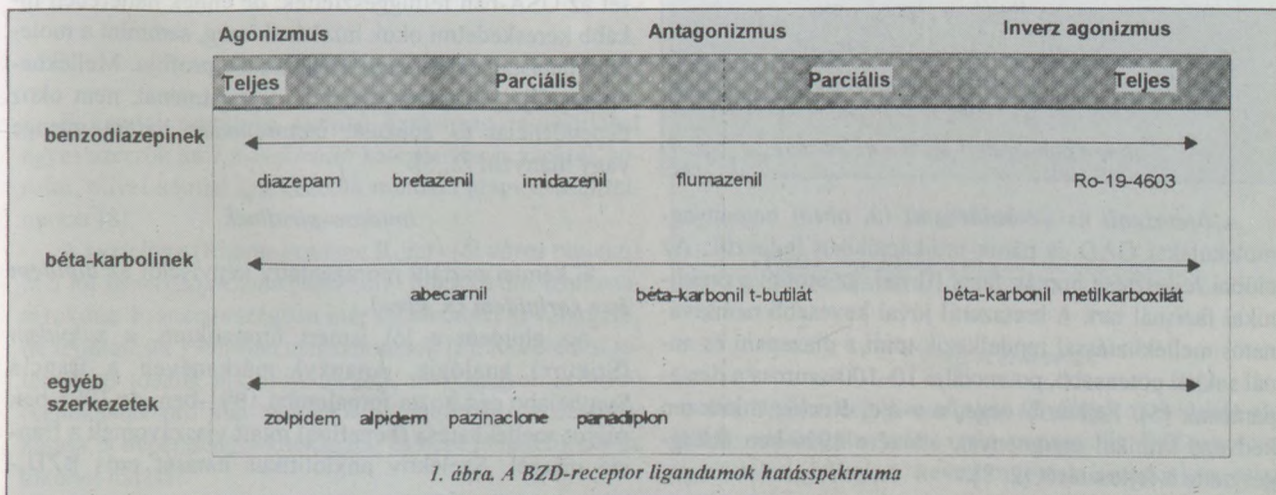 Agonizmus Antagonizmus Inverz agonizmus
Teljes Parciális Parciális Teljes
benzodiazepinek
diazepam bretazenil imidazenil flumazenil Ro-19-4603
béta-karbolinek
abecarnil béta-karbonil t-butilát béta-karbonil metilkarboxilát
egyéb
szerkezetek
zolpidem alpidem pazinaclone panadiplon
1. ábra. A BZD-receptor ligandumok hatásspektruma